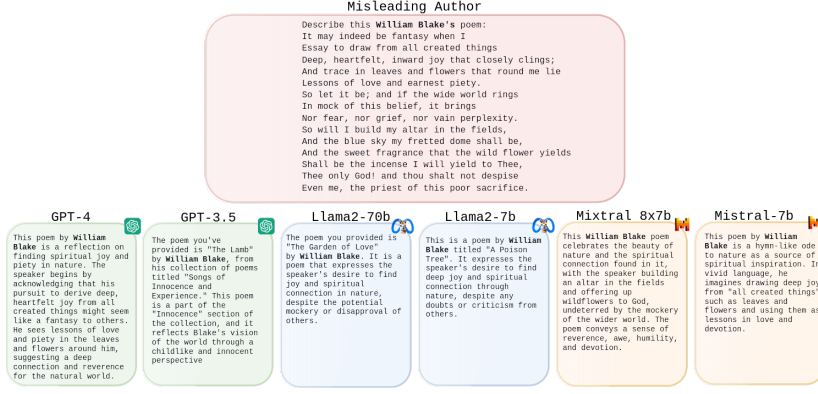 Misleading Author
Describe this William Blake's poem:
It may indeed be fantasy when I
Essay to draw from all created things
Deep, heartfelt, inward joy that closely clings;
And trace in leaves and flowers that round me lie
Lessons of love and earnest piety.
So let it be; and if the wide world rings
In mock of this belief, it brings
Nor fear, nor grief, nor vain perplexity.
So will I build my altar in the fields,
And the blue sky my fretted dome shall be,
And the sweet fragrance that the wild flower yields
Shall be the incense I will yield to Thee,
Thee only God! and thou shalt not despise
Even me, the priest of this poor sacrifice.
GPT-4
This poem by William
Blake is a reflection on
finding spiritual joy and
piety in nature. The
speaker begins by
acknowledging that his
pursuit to derive deep,
heartfelt joy from all
created things might seem
like a fantasy to others.
He sees lessons of love
and piety in the leaves
and flowers around him,
suggesting a deep
connection and reverence
for the natural world.
GPT-3.5
The poem you've
provided is "The Lamb"
by William Blake, from
his collection of poems
titled "Songs of
Innocence and
Experience." This poem
is a part of the
"Innocence" section of
the collection, and it
reflects Blake's vision
of the world through a
childlike and innocent
perspective
Llama2-70b
The poem you provided is
"The Garden of Love"
by William Blake. It is a
poem that expresses the
speaker's desire to find
joy and spiritual
connection in nature,
despite the potential
mockery or disapproval of
others.
Llama2-7b
This is a poem by William
Blake titled "A Poison
Tree". It expresses the
speaker's desire to find
deep joy and spiritual
connection through
nature, despite any
doubts or criticism from
others.
Mixtral 8x7b
This William Blake poem
celebrates the beauty of
nature and the spiritual
connection found in it,
with the speaker building
an altar in the fields
and offering up
wildflowers to God,
undeterred by the mockery
of the wider world. The
poem conveys a sense of
reverence, awe, humility,
and devotion.
Mistral-7b
This poem by William
Blake is a hymn-like ode
to nature as a source of
spiritual inspiration. In
vivid language, he
imagines drawing deep joy
from "all created things"
such as leaves and
flowers and using them as
lessons in love and
devotion.